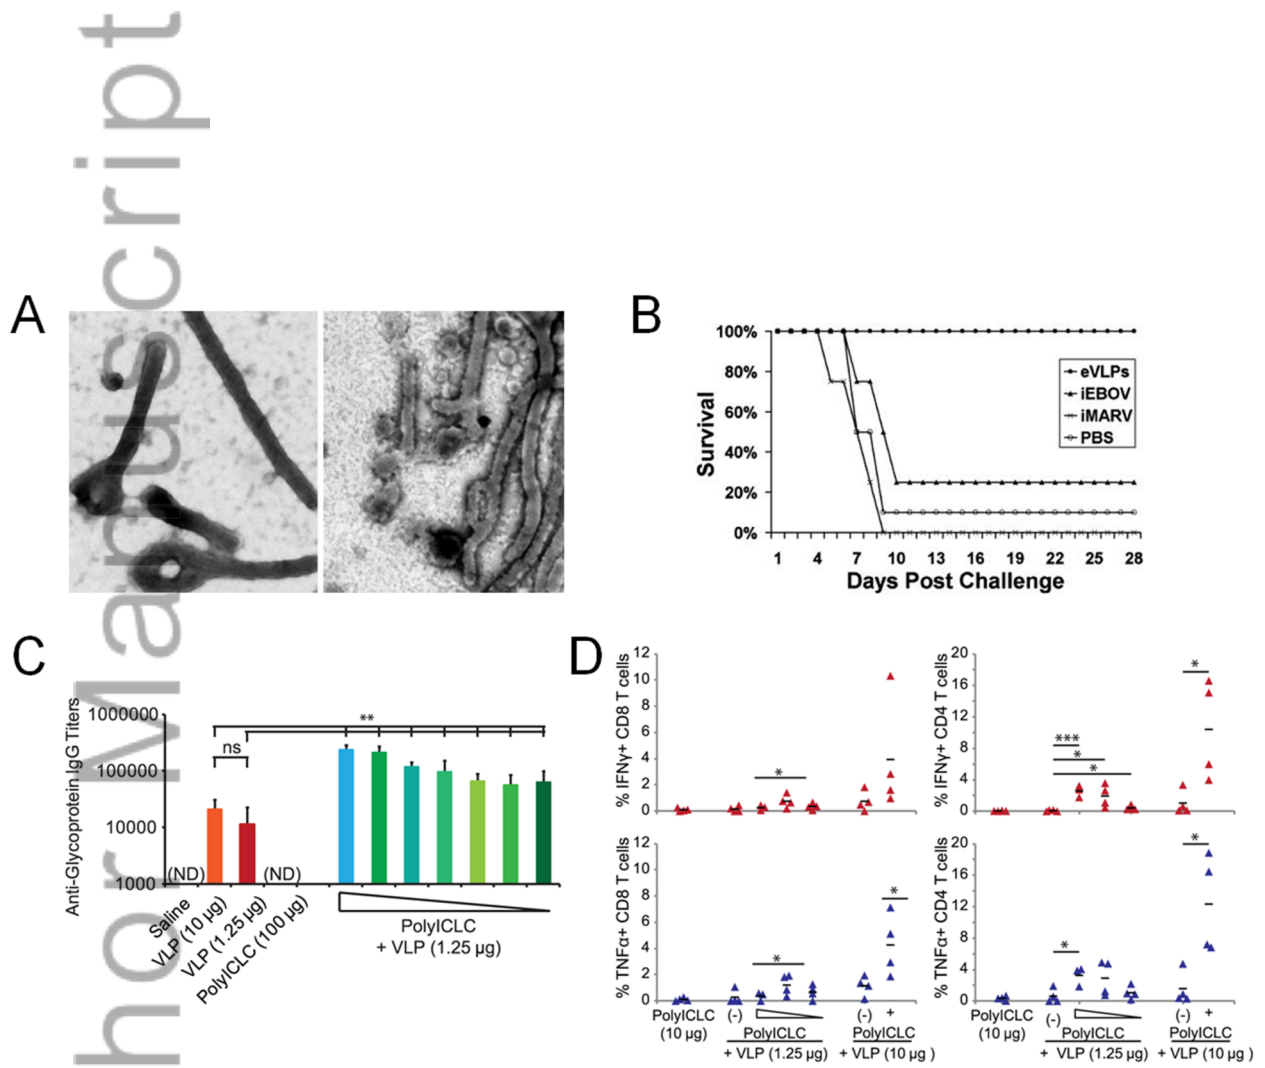 hor Manuscript
A
B
100%
80%
60%
40%
20%
0%
Survival
eVLPs
iEBOV
iMARV
PBS
1 4 7 10 13 16 19 22 25 28
Days Post Challenge
C
Anti-Glycoprotein IgG Titers
1000000
100000
10000
1000
**
ns
(ND)
(ND)
Saline
VLP (10 µg)
VLP (1.25 µg)
PolyICLC (100 µg)
PolyICLC
+ VLP (1.25 µg)
D
% IFNγ+ CD8 T cells
12
10
8
6
4
2
0
*
% IFNγ+ CD4 T cells
20
16
12
8
4
0
***
*
*
*
% TNFα+ CD8 T cells
12
10
8
6
4
2
0
*
*
PolyICLC
(10 µg)
(-)
PolyICLC
+ VLP (1.25 µg)
(-) +
PolyICLC
+ VLP (10 µg )
% TNFα+ CD4 T cells
20
16
12
8
4
0
*
*
PolyICLC
(10 µg)
(-)
PolyICLC
+ VLP (1.25 µg)
(-) +
PolyICLC
+ VLP (10 µg )